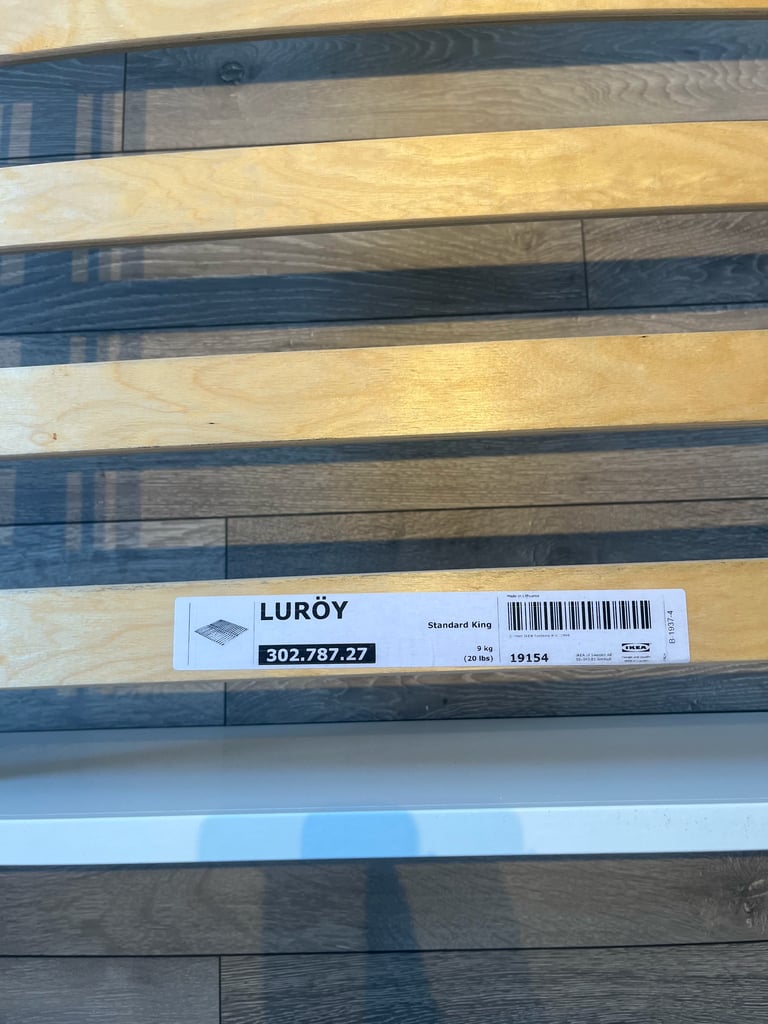 LURÖY
302.787.27
Standard King
9 kg
(20 lbs)
Made in Lithuania
19154
IKEA
B-1937-4